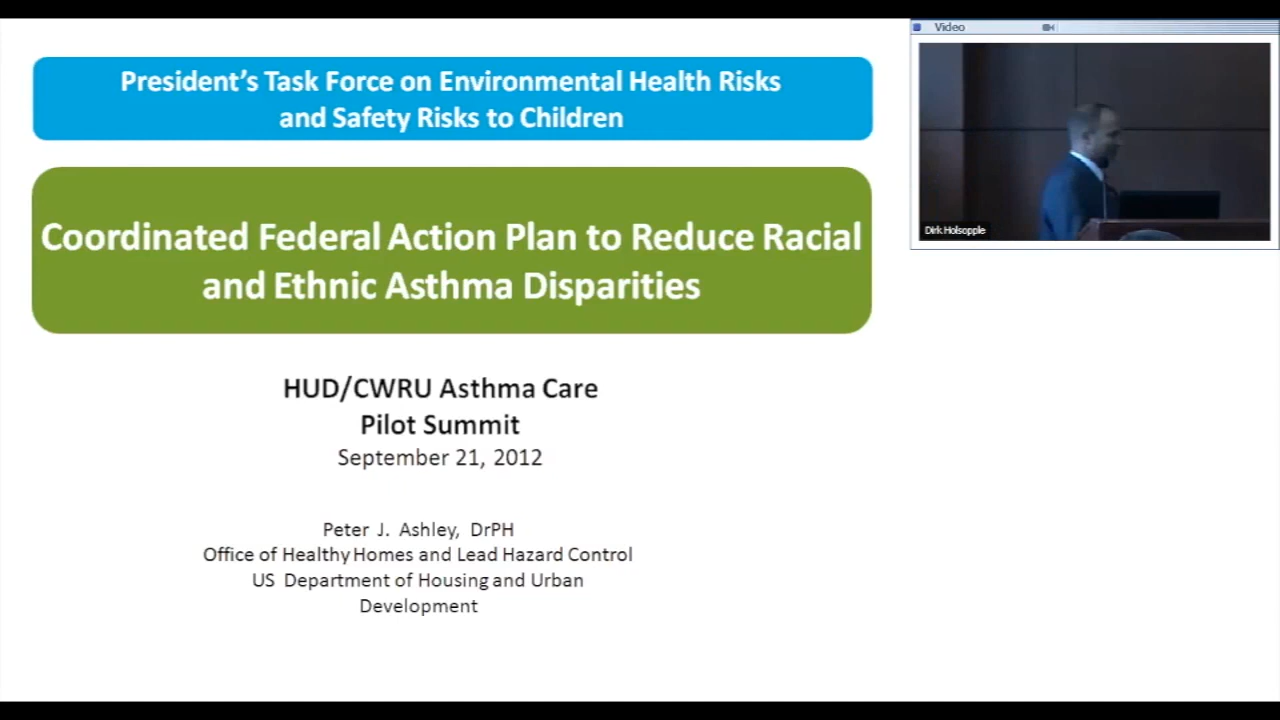 President's Task Force on Environmental Health Risks
and Safety Risks to Children
Coordinated Federal Action Plan to Reduce Racial
and Ethnic Asthma Disparities
HUD/CWRU Asthma Care
Pilot Summit
September 21, 2012
Peter J. Ashley, DrPH
Office of Healthy Homes and Lead Hazard Control
US Department of Housing and Urban
Development
Video
Dirk Holsopple